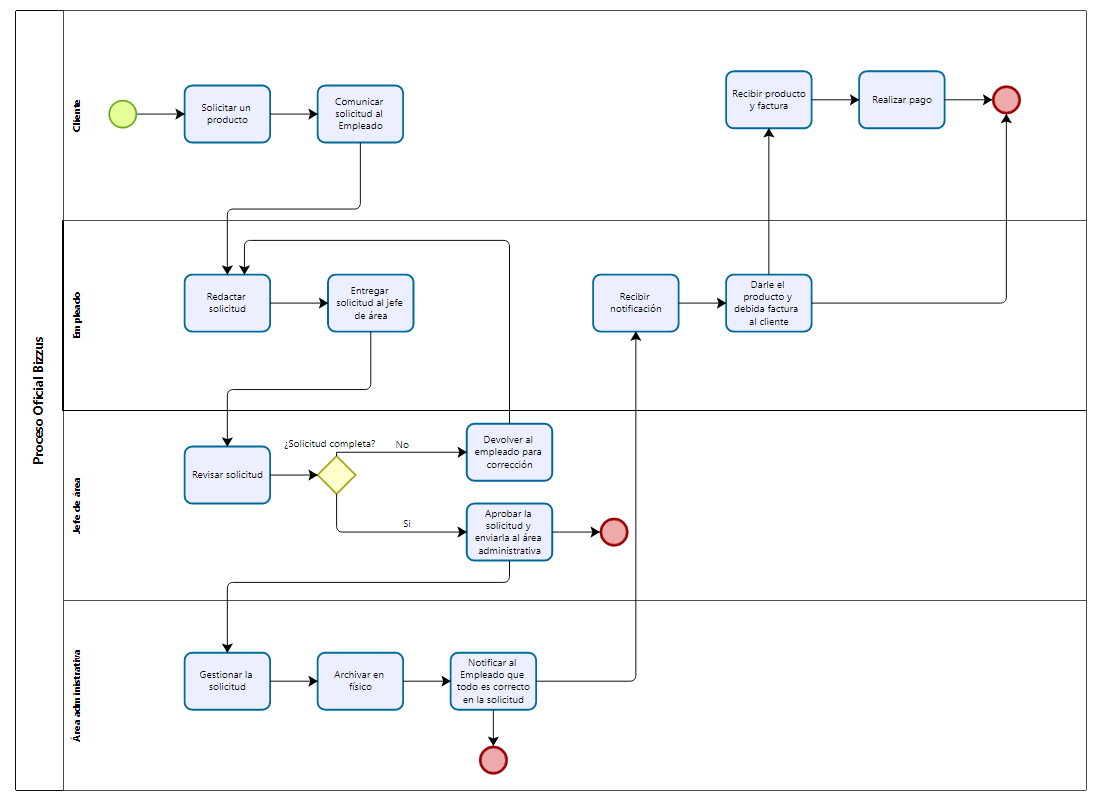 Proceso Oficial Bizzus
Cliente
Solicitar un
producto
Comunicar
solicitud al
Empleado
Recibir producto
y factura
Realizar pago
Empleado
Redactar
solicitud
Entregar
solicitud al jefe
de área
Recibir
notificación
Darle el
producto y
debida factura
al cliente
Jefe de área
Revisar solicitud
¿Solicitud completa?
No
Devolver al
empleado para
corrección
Si
Aprobar la
solicitud y
enviarla al área
administrativa
Área administrativa
Gestionar la
solicitud
Archivar en
físico
Notificar al
Empleado que
todo es correcto
en la solicitud